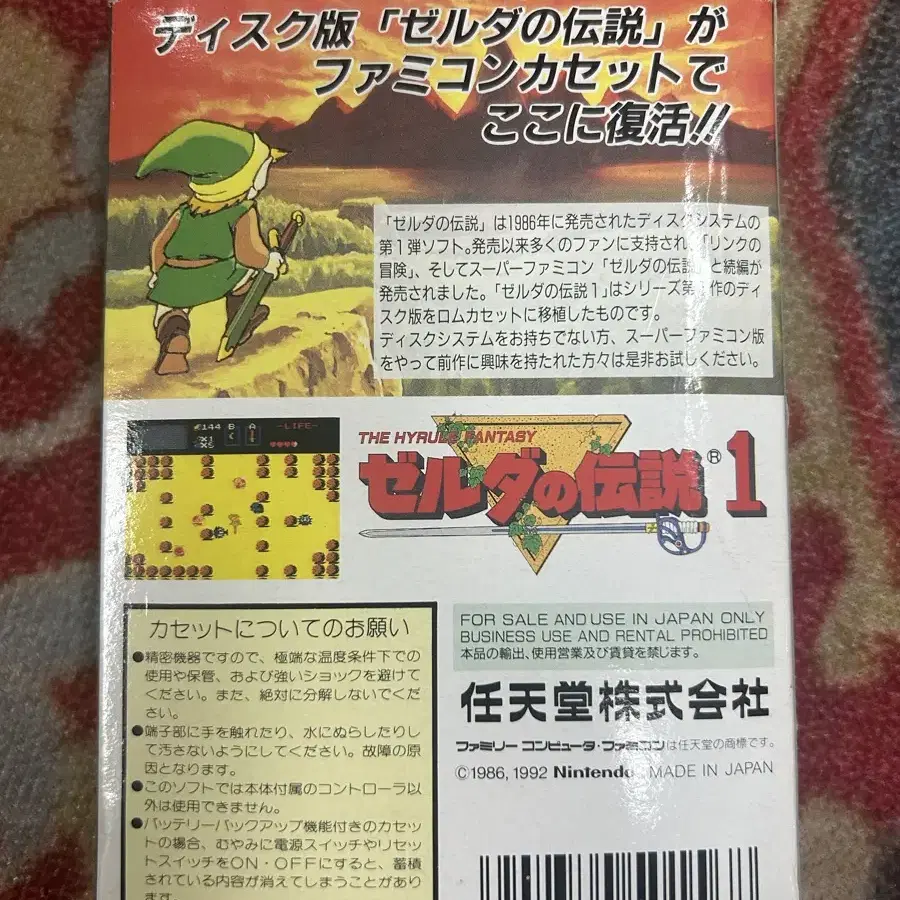 ディスク版「ゼルダの伝説」が
ファミコンカセットで
ここに復活!!
「ゼルダの伝説」は1986年に発売されたディスクシステムの
第1弾ソフト。発売以来多くのファンに支持され、「リンクの
冒険」、そしてスーパーファミコン「ゼルダの伝説」と続編が
発売されました。「ゼルダの伝説1」はシリーズ第1作のディ
スク版をロムカセットに移植したものです。
ディスクシステムをお持ちでない方、スーパーファミコン版
をやって前作に興味を持たれた方々は是非お試しください。
144 B A -LIFE-
X1
X5
THE HYRULE FANTASY
ゼルダの伝説®1
カセットについてのお願い
●精密機器ですので、極端な温度条件下での
使用や保管、および強いショックを避けて
ください。また、絶対に分解しないでくだ
さい。
●端子部に手を触れたり、水にぬらしたりし
て汚さないようにしてください。故障の原
因となります。
●このソフトでは本体付属のコントローラ以
外は使用できません。
●バッテリーバックアップ機能付きのカセッ
トの場合、むやみに電源スイッチやリセッ
トスイッチをON・OFFにすると、蓄積
されている内容が消えてしまうことがあり
ます
FOR SALE AND USE IN JAPAN ONLY
BUSINESS USE AND RENTAL PROHIBITED
本品の輸出、使用営業及び賃貸を禁じます。
任天堂株式会社
ファミリーコンピュータ・ファミコンは任天堂の商標です。
©1986, 1992 Nintendo MADE IN JAPAN